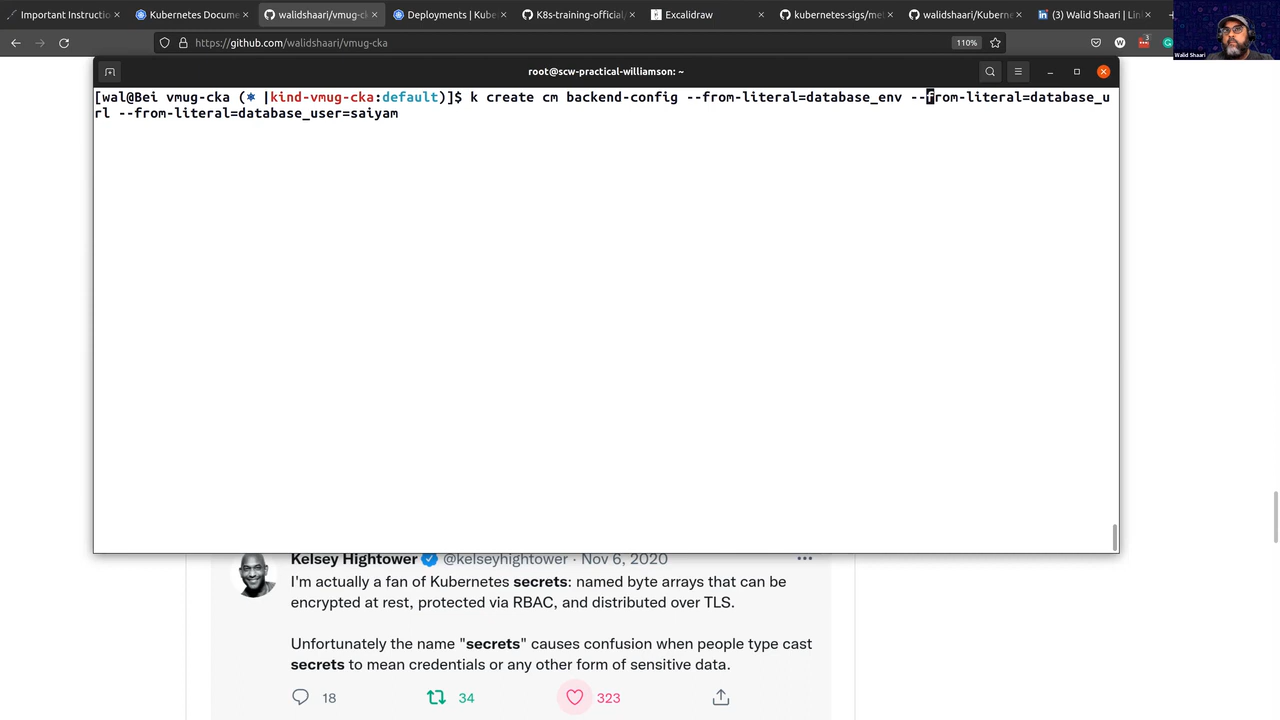 Important Instruction
Kubernetes Docume
walidshaari/vmug-ck
Deployments | Kube
K8s-training-official/
Excalidraw
kubernetes-sigs/me
walidshaari/Kuberne
(3) Walid Shaari | Lin
https://github.com/walidshaari/vmug-cka
110%
3
Walid Shaari
root@scw-practical-williamson: ~
[wal@Bei vmug-cka (⎈ |kind-vmug-cka:default)]$ k create cm backend-config --from-literal=database_env --from-literal=database_u
rl --from-literal=database_user=saiyam
Kelsey Hightower @kelseyhightower · Nov 6, 2020
I'm actually a fan of Kubernetes secrets: named byte arrays that can be
encrypted at rest, protected via RBAC, and distributed over TLS.
Unfortunately the name "secrets" causes confusion when people type cast
secrets to mean credentials or any other form of sensitive data.
18
34
323